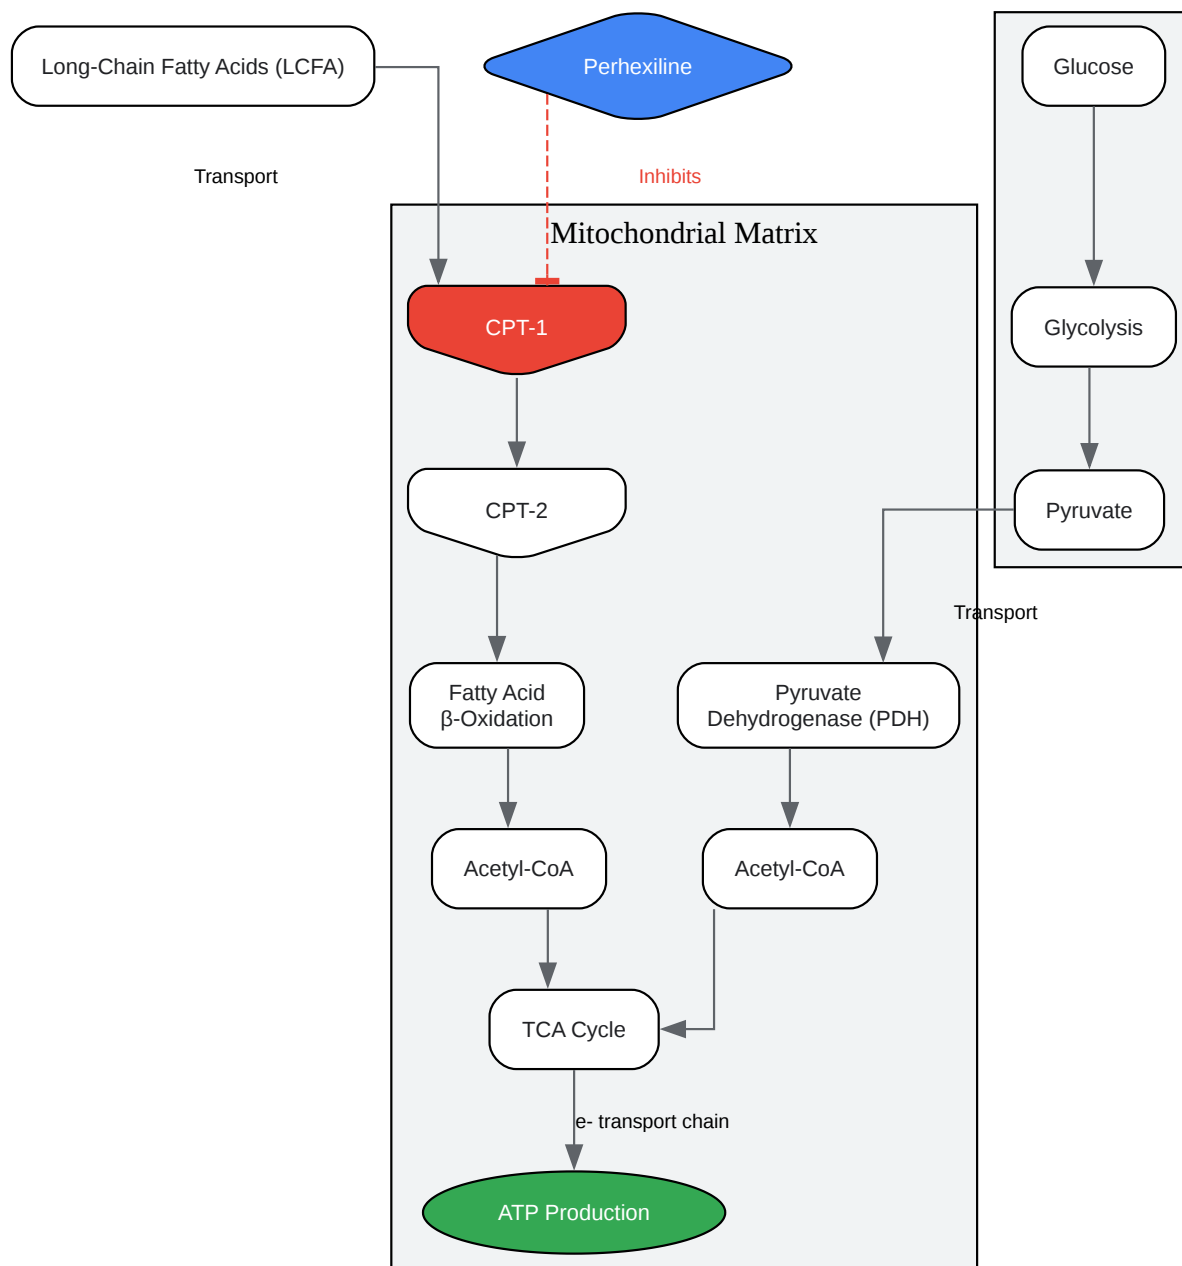 Long-Chain Fatty Acids (LCFA)
Perhexiline
Glucose
Transport
Inhibits
Mitochondrial Matrix
CPT-1
Glycolysis
CPT-2
Pyruvate
Transport
Fatty Acid
β-Oxidation
Pyruvate
Dehydrogenase (PDH)
Acetyl-CoA
Acetyl-CoA
TCA Cycle
e- transport chain
ATP Production